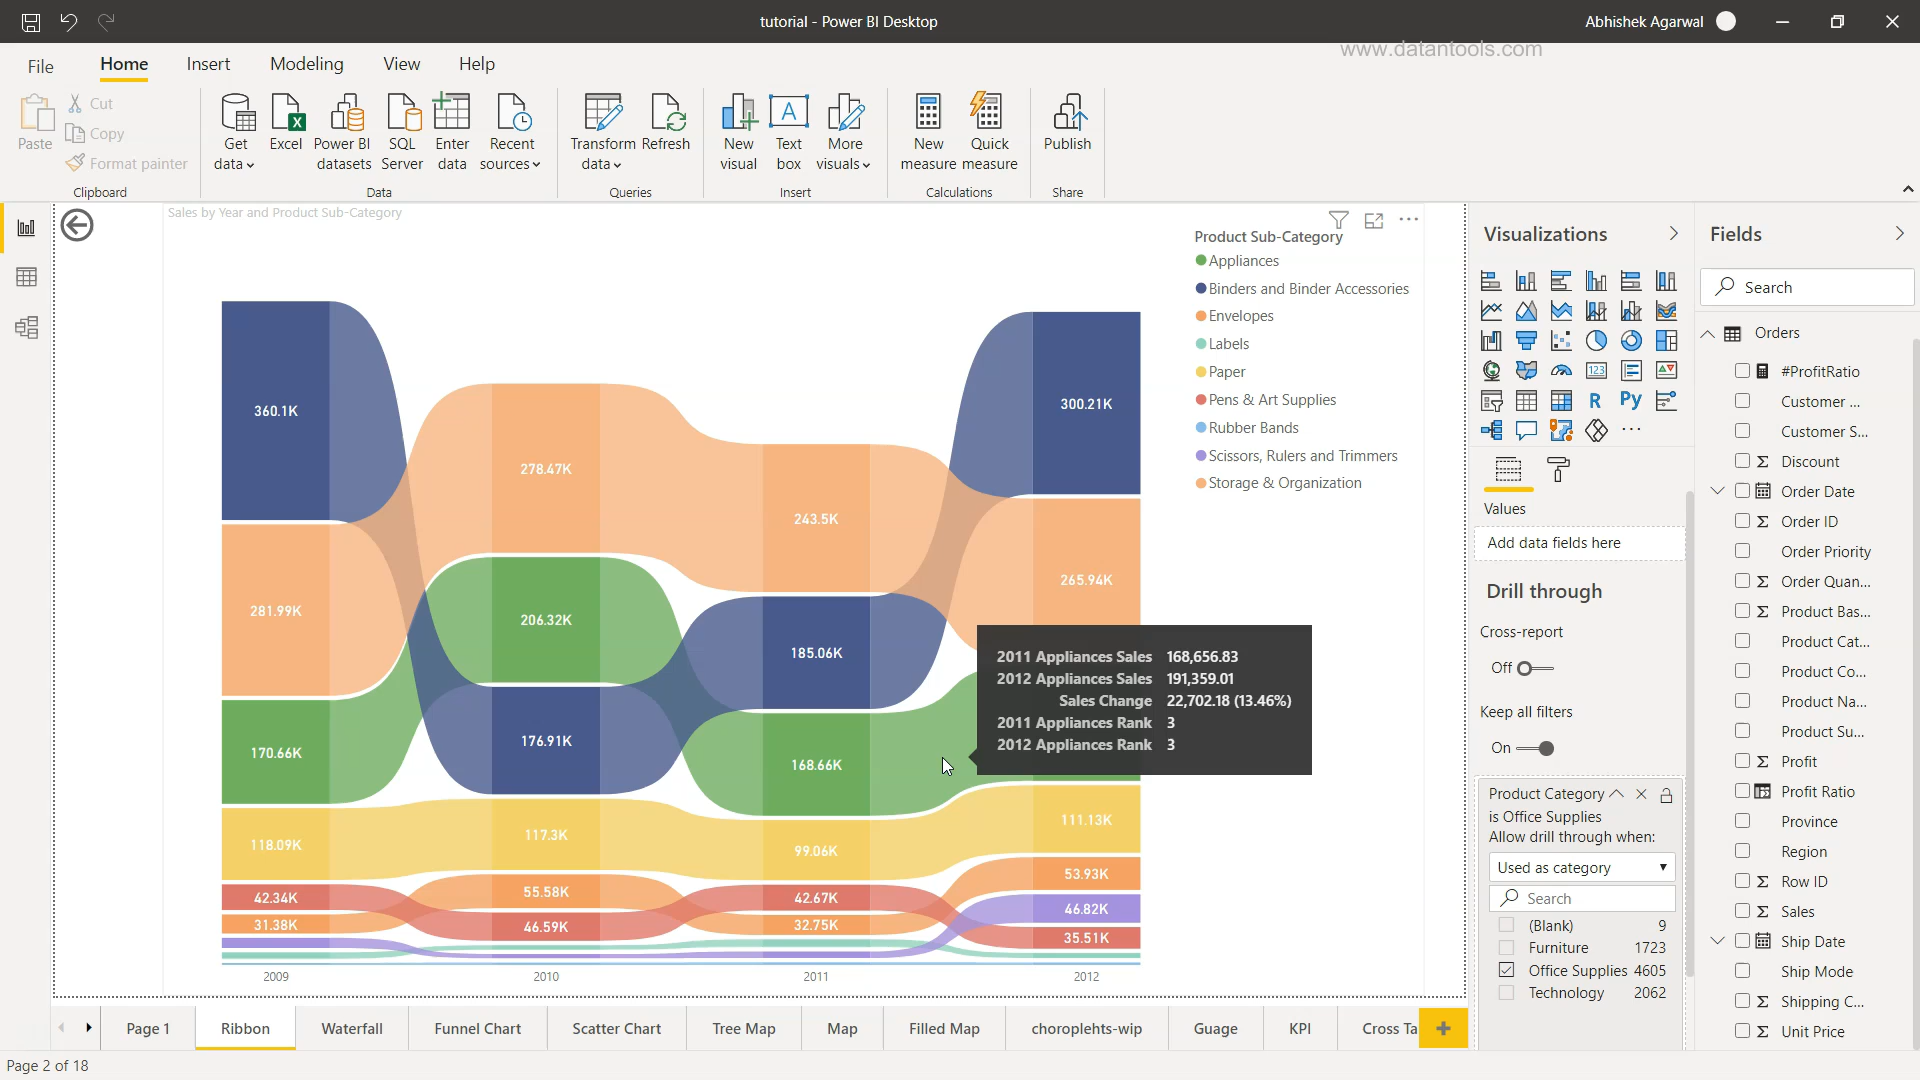 tutorial - Power BI Desktop
Abhishek Agarwal
www.datantools.com
File
Home
Insert
Modeling
View
Help
Paste
Cut
Copy
Format painter
Clipboard
Get data
Excel
Power BI datasets
SQL Server
Enter data
Recent sources
Data
Transform data
Refresh
Queries
New visual
Text box
More visuals
Insert
New measure
Quick measure
Calculations
Publish
Share
Sales by Year and Product Sub-Category
Product Sub-Category
Appliances
Binders and Binder Accessories
Envelopes
Labels
Paper
Pens & Art Supplies
Rubber Bands
Scissors, Rulers and Trimmers
Storage & Organization
360.1K
281.99K
170.66K
118.09K
42.34K
31.38K
2009
278.47K
206.32K
176.91K
117.3K
55.58K
46.59K
2010
243.5K
185.06K
168.66K
99.06K
42.67K
32.75K
2011
300.21K
265.94K
111.13K
53.93K
46.82K
35.51K
2012
2011 Appliances Sales 168,656.83
2012 Appliances Sales 191,359.01
Sales Change 22,702.18 (13.46%)
2011 Appliances Rank 3
2012 Appliances Rank 3
Visualizations
123
R
Py
Values
Add data fields here
Drill through
Cross-report
Off
Keep all filters
On
Product Category
is Office Supplies
Allow drill through when:
Used as category
Search
(Blank) 9
Furniture 1723
Office Supplies 4605
Technology 2062
Fields
Search
Orders
#ProfitRatio
Customer ...
Customer S...
Discount
Order Date
Order ID
Order Priority
Order Quan...
Product Bas...
Product Cat...
Product Co...
Product Na...
Product Su...
Profit
Profit Ratio
Province
Region
Row ID
Sales
Ship Date
Ship Mode
Shipping C...
Unit Price
Page 1
Ribbon
Waterfall
Funnel Chart
Scatter Chart
Tree Map
Map
Filled Map
choroplehts-wip
Guage
KPI
Cross Ta
Page 2 of 18